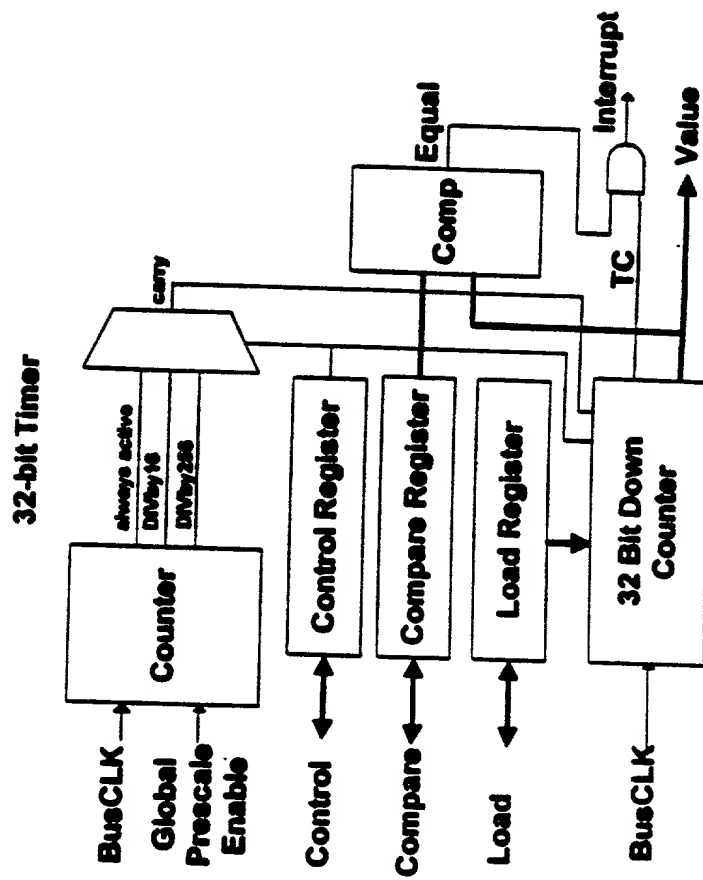 32-bit Timer
BusCLK
Global
Prescale
Enable
Counter
always active
DIVby16
DIVby256
carry
Control
Control Register
Compare
Compare Register
Comp
Equal
Load
Load Register
BusCLK
32 Bit Down
Counter
TC
Interrupt
Value